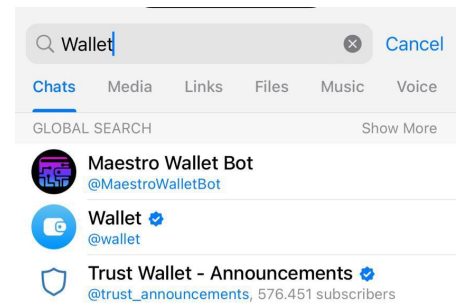 Wallet
Cancel
Chats Media Links Files Music Voice
GLOBAL SEARCH Show More
Maestro Wallet Bot
@MaestroWalletBot
Wallet
@wallet
Trust Wallet - Announcements
@trust_announcements, 576.451 subscribers